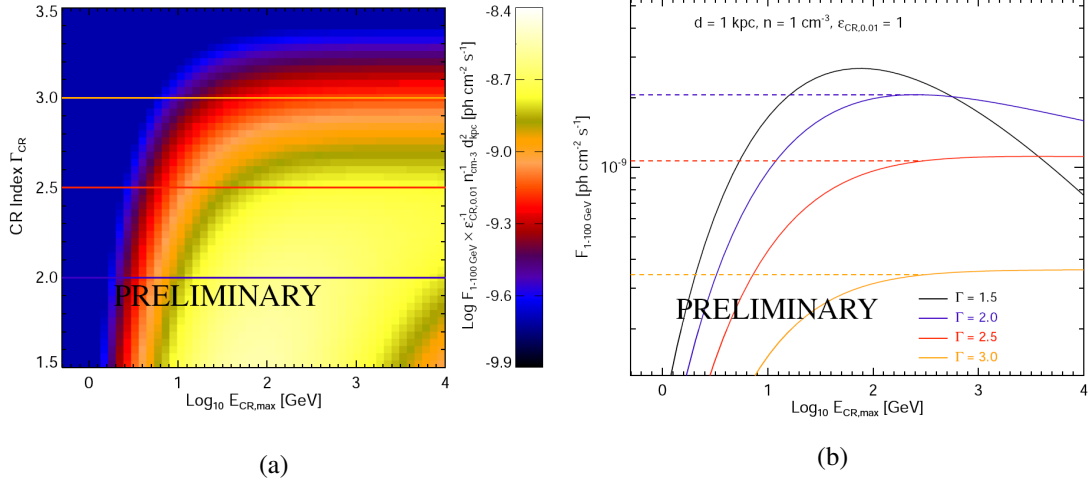 3.5
3.0
2.5
2.0
1.5
CR Index Γ_CR
PRELIMINARY
0 1 2 3 4
Log₁₀ E_CR,max [GeV]
-8.4
-8.7
-9.0
-9.3
-9.6
-9.9
Log F_1-100 GeV × ε⁻¹_CR,0.01 n⁻¹_cm-3 d²_kpc [ph cm⁻² s⁻¹]
(a)
d = 1 kpc, n = 1 cm⁻³, ε_CR,0.01 = 1
10⁻⁹
F_1-100 GeV [ph cm⁻² s⁻¹]
PRELIMINARY
Γ = 1.5
Γ = 2.0
Γ = 2.5
Γ = 3.0
0 1 2 3 4
Log₁₀ E_CR,max [GeV]
(b)